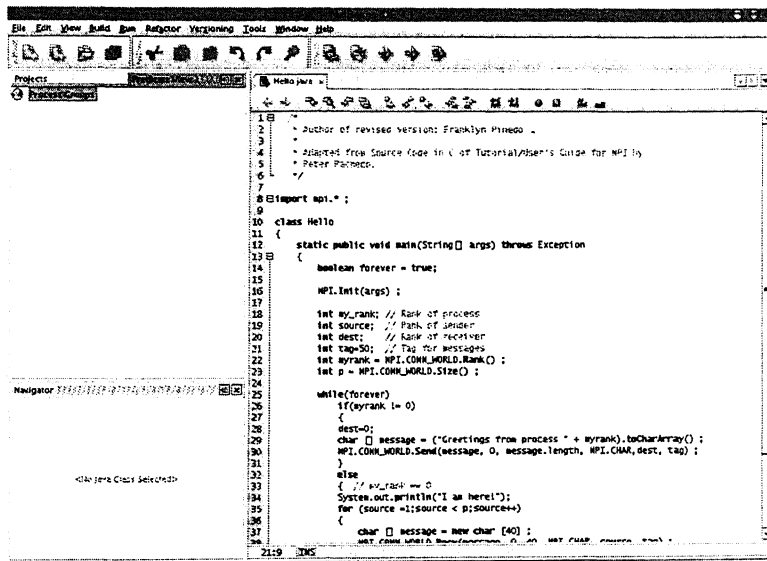 File Edit View Build Run Refactor Versioning Tools Window Help
Projects
ProcessGroups
Hello.java x
1 /*
2 * Author of revised version: Franklyn Pinedo
3 *
4 * Adapted from Source Code in C of Tutorial/User's Guide for MPI by
5 * Peter Pacheco.
6 */
7
8 import mpi.* ;
9
10 class Hello
11 {
12 static public void main(String[] args) throws Exception
13 {
14 boolean forever = true;
15
16 MPI.Init(args) ;
17
18 int my_rank; // Rank of process
19 int source; // Rank of sender
20 int dest; // Rank of receiver
21 int tag=50; // Tag for messages
22 int myrank = MPI.COMM_WORLD.Rank() ;
23 int p = MPI.COMM_WORLD.Size() ;
24
25 while(forever)
26 if(myrank != 0)
27 {
28 dest=0;
29 char [] message = ("Greetings from process " + myrank).toCharArray() ;
30 MPI.COMM_WORLD.Send(message, 0, message.length, MPI.CHAR,dest, tag) ;
31 }
32 else
33 { // my_rank == 0
34 System.out.println("I am here!");
35 for (source =1;source < p;source++)
36 {
37 char [] message = new char [40] ;
Navigator
<No Java Class Selected>
21:9 INS